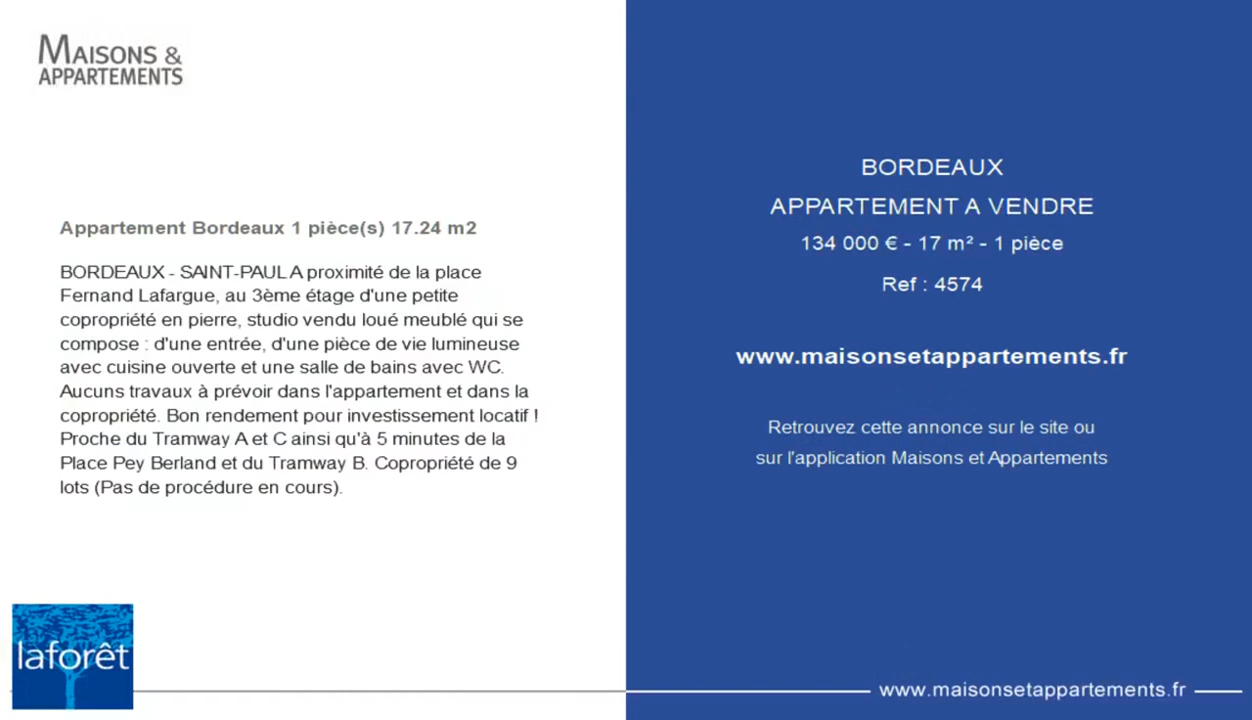 MAISONS &
APPARTEMENTS
Appartement Bordeaux 1 pièce(s) 17.24 m2
BORDEAUX - SAINT-PAUL A proximité de la place
Fernand Lafargue, au 3ème étage d'une petite
copropriété en pierre, studio vendu loué meublé qui se
compose : d'une entrée, d'une pièce de vie lumineuse
avec cuisine ouverte et une salle de bains avec WC.
Aucuns travaux à prévoir dans l'appartement et dans la
copropriété. Bon rendement pour investissement locatif !
Proche du Tramway A et C ainsi qu'à 5 minutes de la
Place Pey Berland et du Tramway B. Copropriété de 9
lots (Pas de procédure en cours).
laforêt
BORDEAUX
APPARTEMENT A VENDRE
134 000 € - 17 m² - 1 pièce
Ref : 4574
www.maisonsetappartements.fr
Retrouvez cette annonce sur le site ou
sur l'application Maisons et Appartements
www.maisonsetappartements.fr